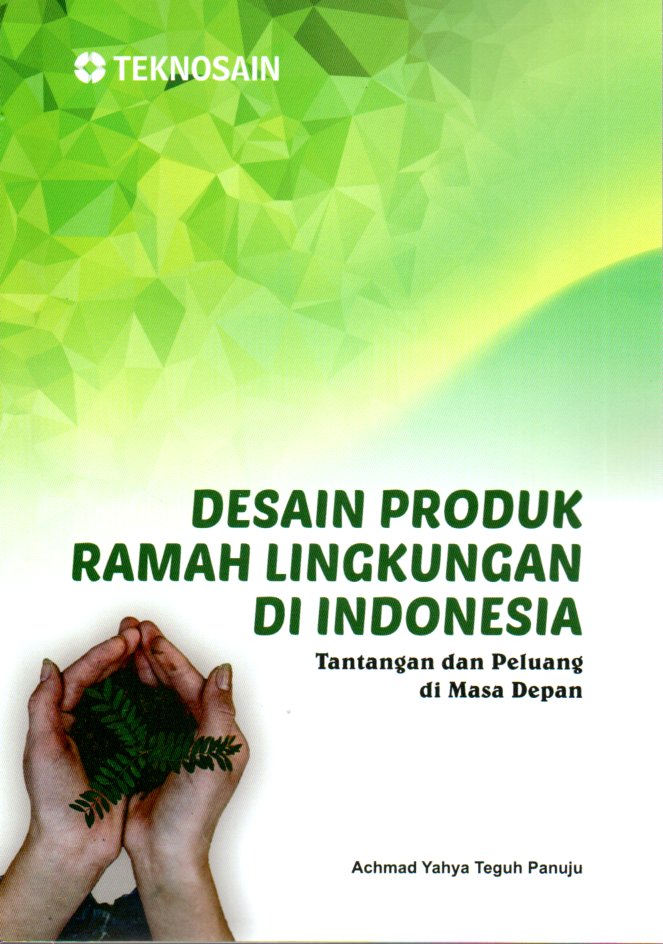 TEKNOSAIN
DESAIN PRODUK
RAMAH LINGKUNGAN
DI INDONESIA
Tantangan dan Peluang
di Masa Depan
Achmad Yahya Teguh Panuju